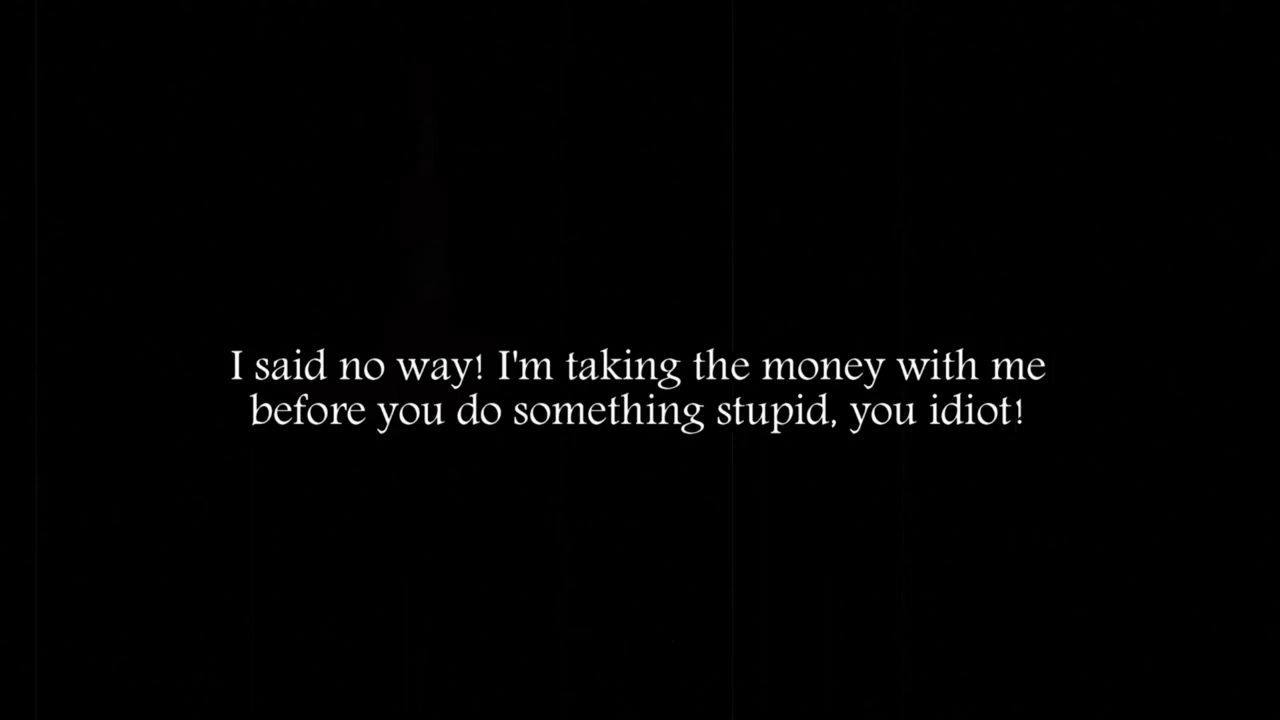 I said no way! I'm taking the money with me
before you do something stupid, you idiot!